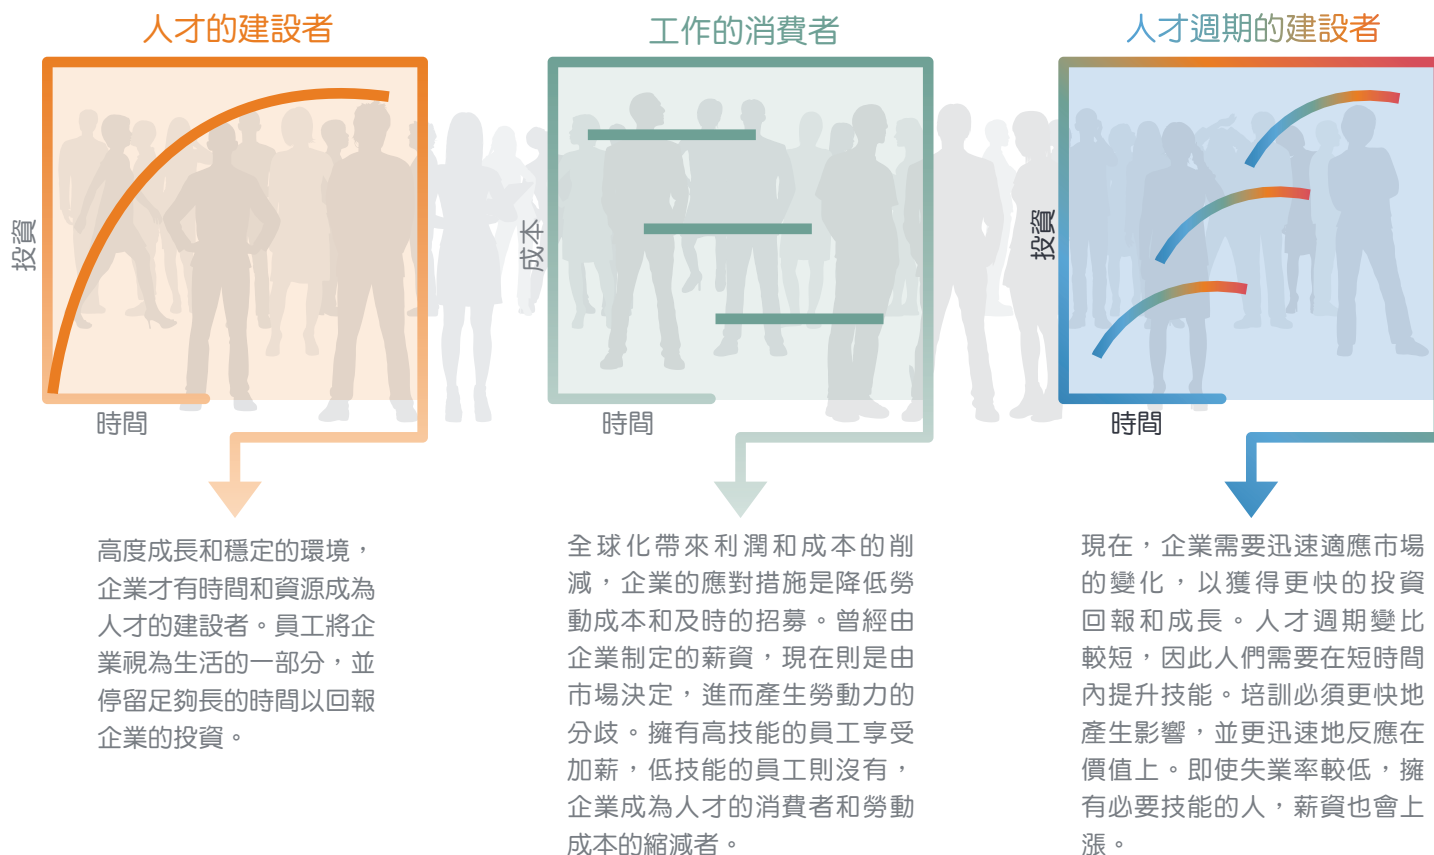 人才的建設者
投資
時間
高度成長和穩定的環境，
企業才有時間和資源成為
人才的建設者。員工將企
業視為生活的一部分，並
停留足夠長的時間以回報
企業的投資。
工作的消費者
成本
時間
全球化帶來利潤和成本的削
減，企業的應對措施是降低勞
動成本和及時的招募。曾經由
企業制定的薪資，現在則是由
市場決定，進而產生勞動力的
分歧。擁有高技能的員工享受
加薪，低技能的員工則沒有，
企業成為人才的消費者和勞動
成本的縮減者。
人才週期的建設者
投資
時間
現在，企業需要迅速適應市場
的變化，以獲得更快的投資
回報和成長。人才週期變比
較短，因此人們需要在短時間
內提升技能。培訓必須更快地
產生影響，並更迅速地反應在
價值上。即使失業率較低，擁
有必要技能的人，薪資也會上
漲。